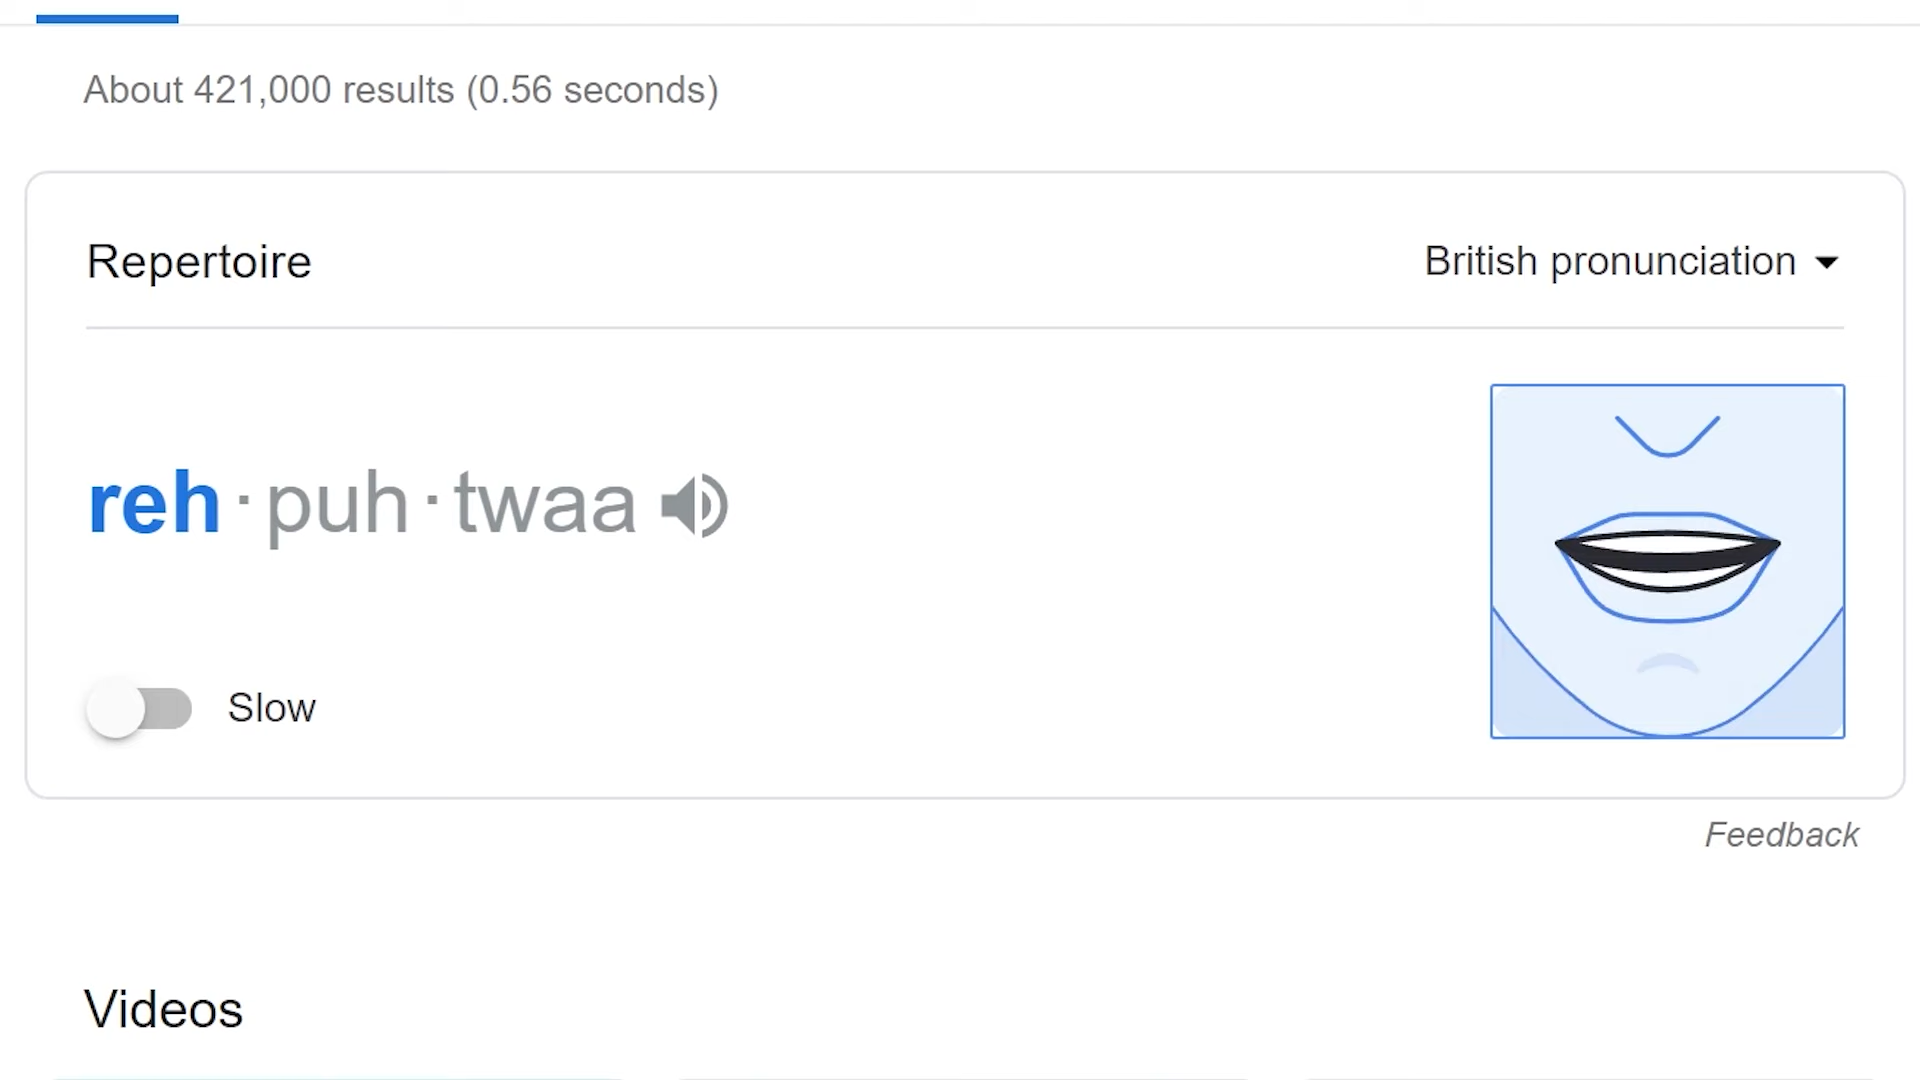 About 421,000 results (0.56 seconds)
Repertoire
British pronunciation
reh·puh·twaa
Slow
Feedback
Videos